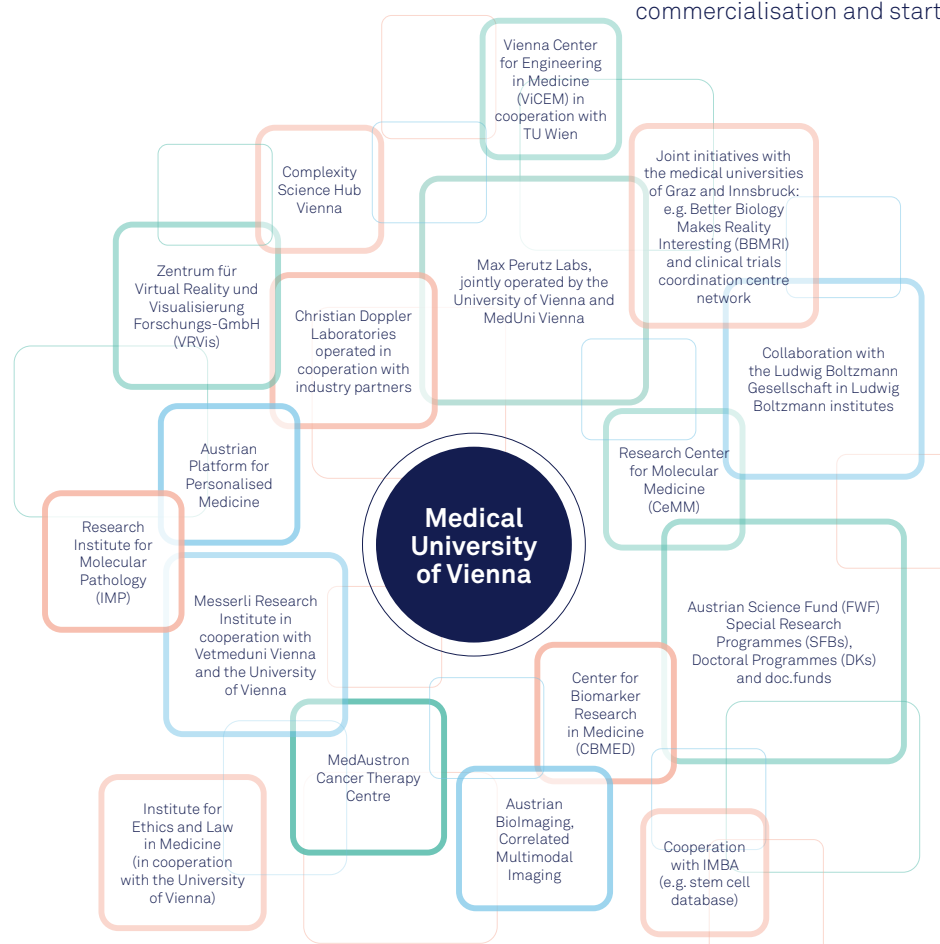 commercialisation and start
Vienna Center
for Engineering
in Medicine
(ViCEM) in
cooperation with
TU Wien
Complexity
Science Hub
Vienna
Joint initiatives with
the medical universities
of Graz and Innsbruck:
e.g. Better Biology
Makes Reality
Interesting (BBMRI)
and clinical trials
coordination centre
network
Zentrum für
Virtual Reality und
Visualisierung
Forschungs-GmbH
(VRVis)
Max Perutz Labs,
jointly operated by the
University of Vienna and
MedUni Vienna
Christian Doppler
Laboratories
operated in
cooperation with
industry partners
Collaboration with
the Ludwig Boltzmann
Gesellschaft in Ludwig
Boltzmann institutes
Austrian
Platform for
Personalised
Medicine
Research Center
for Molecular
Medicine
(CeMM)
Medical
University
of Vienna
Research
Institute for
Molecular
Pathology
(IMP)
Messerli Research
Institute in
cooperation with
Vetmeduni Vienna
and the University
of Vienna
Austrian Science Fund (FWF)
Special Research
Programmes (SFBs),
Doctoral Programmes (DKs)
and doc.funds
Center for
Biomarker
Research
in Medicine
(CBMED)
MedAustron
Cancer Therapy
Centre
Institute for
Ethics and Law
in Medicine
(in cooperation
with the University
of Vienna)
Austrian
BioImaging,
Correlated
Multimodal
Imaging
Cooperation
with IMBA
(e.g. stem cell
database)